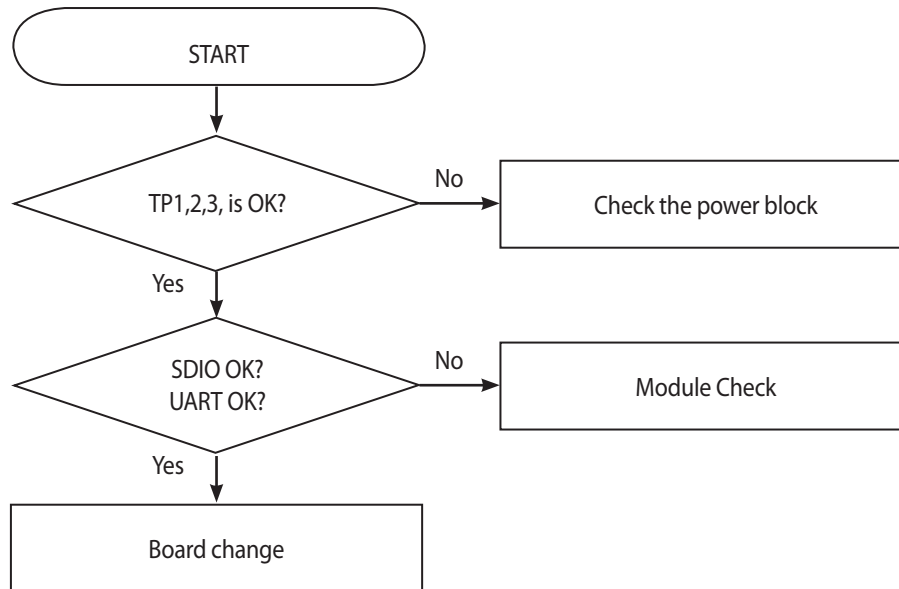 START
TP1,2,3, is OK?
No
Check the power block
Yes
SDIO OK?
UART OK?
No
Module Check
Yes
Board change